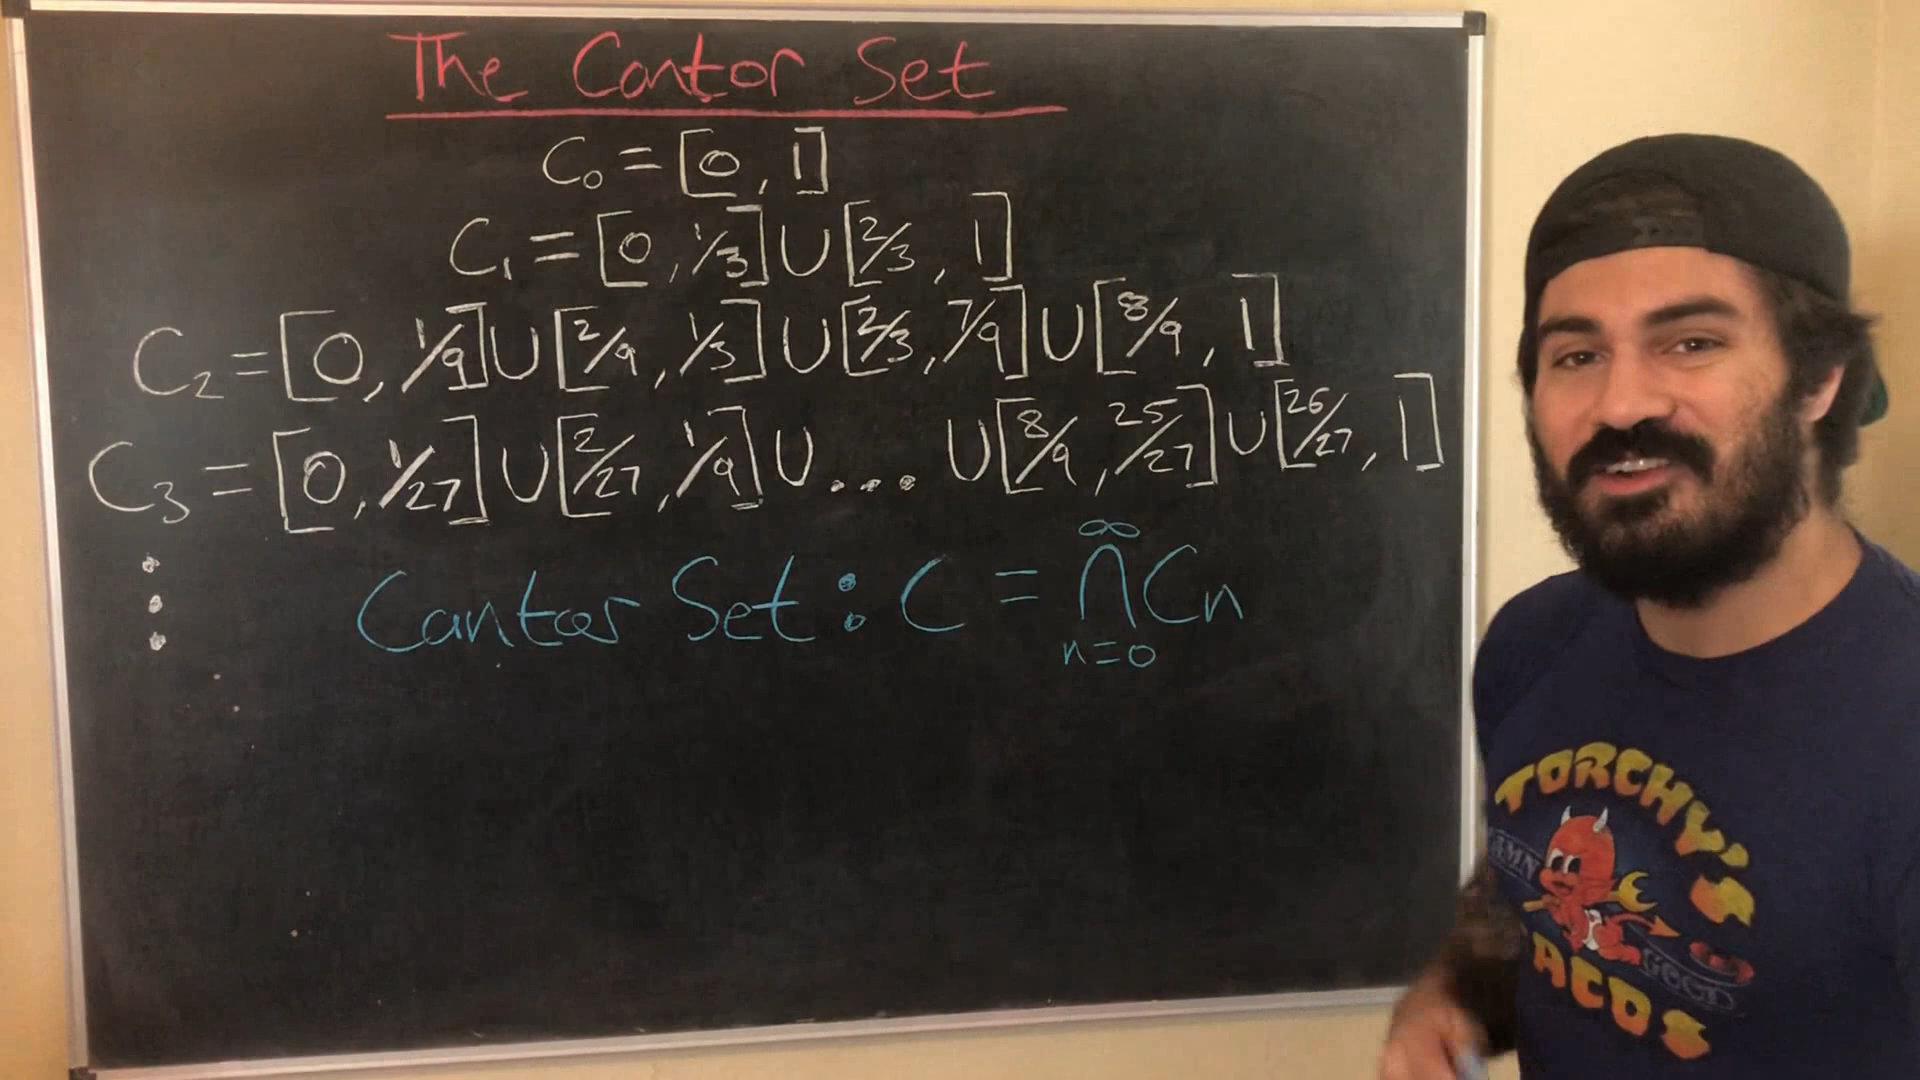 The Cantor Set
C₀ = [0, 1]
C₁ = [0, 1/3] ∪ [2/3, 1]
C₂ = [0, 1/9] ∪ [2/9, 1/3] ∪ [2/3, 7/9] ∪ [8/9, 1]
C₃ = [0, 1/27] ∪ [2/27, 1/9] ∪ ... ∪ [8/9, 25/27] ∪ [26/27, 1]
⋮
Cantor Set: C = ⋂_{n=0}^{∞} Cn
TORCHY'S
DAMN
GOOD
TACOS